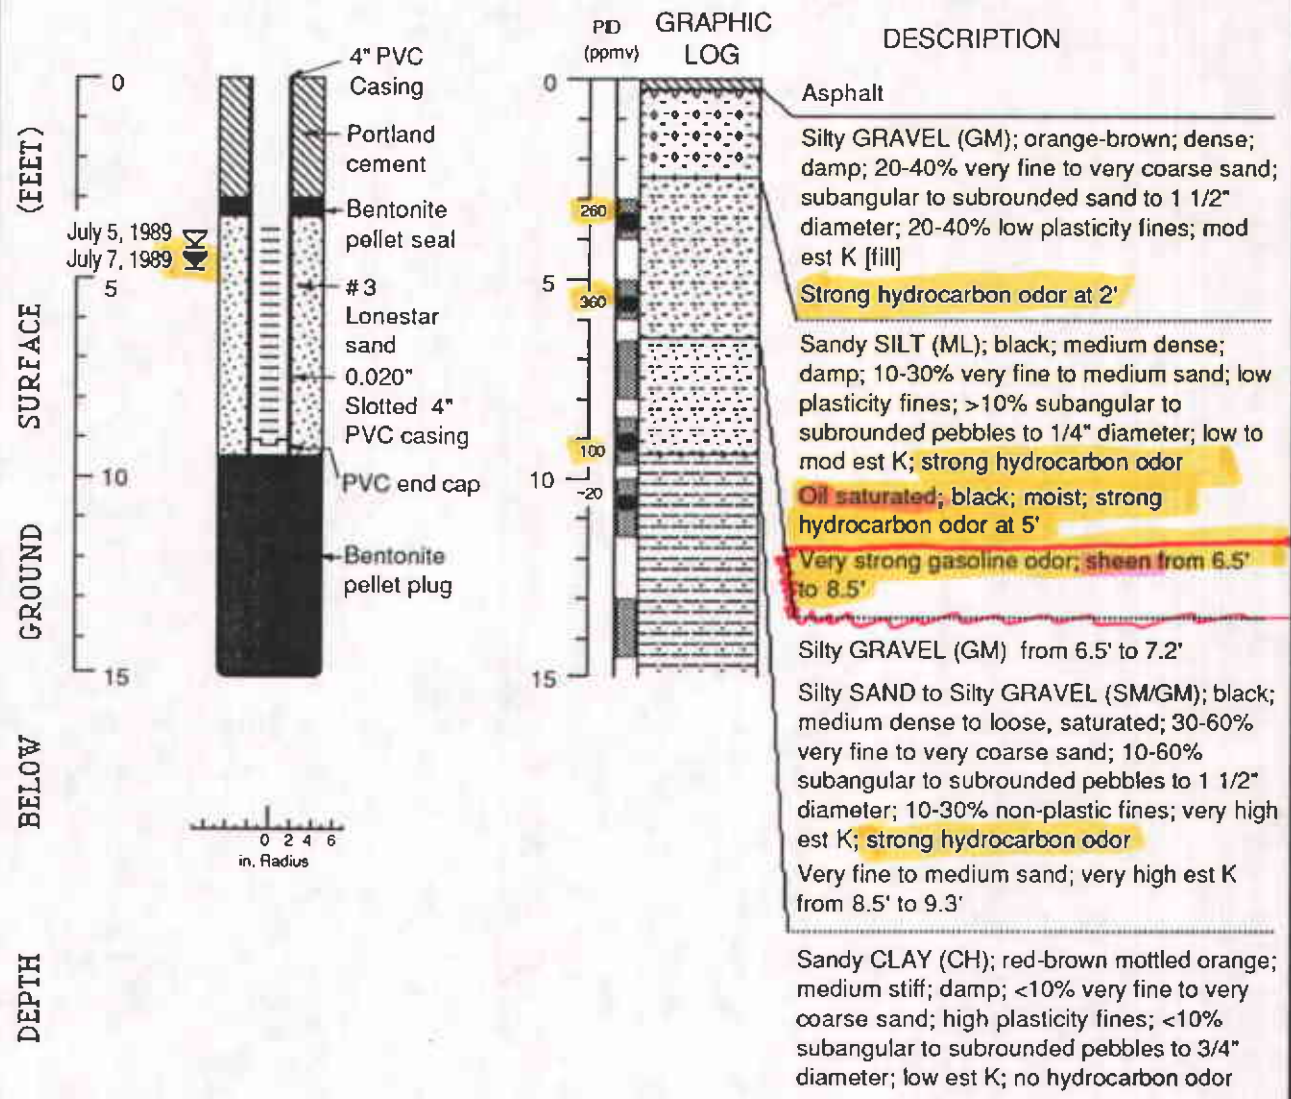 DEPTH BELOW GROUND SURFACE (FEET)
0
5
10
15
July 5, 1989
July 7, 1989
4" PVC
Casing
Portland
cement
Bentonite
pellet seal
#3
Lonestar
sand
0.020"
Slotted 4"
PVC casing
PVC end cap
Bentonite
pellet plug
0 2 4 6
in. Radius
PID
(ppmv)
GRAPHIC
LOG
0
260
5
360
100
10
~20
15
DESCRIPTION
Asphalt
Silty GRAVEL (GM); orange-brown; dense;
damp; 20-40% very fine to very coarse sand;
subangular to subrounded sand to 1 1/2"
diameter; 20-40% low plasticity fines; mod
est K [fill]
Strong hydrocarbon odor at 2'
Sandy SILT (ML); black; medium dense;
damp; 10-30% very fine to medium sand; low
plasticity fines; >10% subangular to
subrounded pebbles to 1/4" diameter; low to
mod est K; strong hydrocarbon odor
Oil saturated; black; moist; strong
hydrocarbon odor at 5'
Very strong gasoline odor; sheen from 6.5'
to 8.5'
Silty GRAVEL (GM) from 6.5' to 7.2'
Silty SAND to Silty GRAVEL (SM/GM); black;
medium dense to loose, saturated; 30-60%
very fine to very coarse sand; 10-60%
subangular to subrounded pebbles to 1 1/2"
diameter; 10-30% non-plastic fines; very high
est K; strong hydrocarbon odor
Very fine to medium sand; very high est K
from 8.5' to 9.3'
Sandy CLAY (CH); red-brown mottled orange;
medium stiff; damp; <10% very fine to very
coarse sand; high plasticity fines; <10%
subangular to subrounded pebbles to 3/4"
diameter; low est K; no hydrocarbon odor